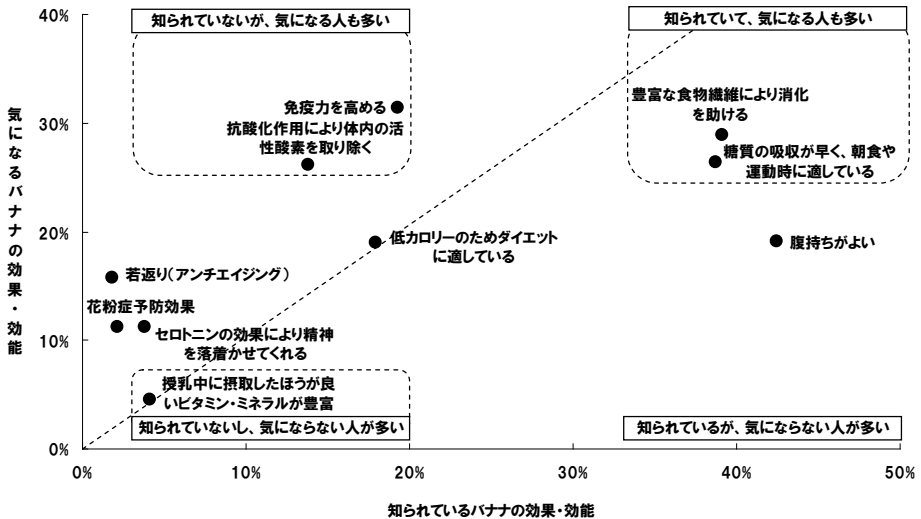 40%
知られていないが、気になる人も多い
知られていて、気になる人も多い
免疫力を高める
抗酸化作用により体内の活
性酸素を取り除く
豊富な食物繊維により消化
を助ける
糖質の吸収が早く、朝食や
運動時に適している
30%
気になるバナナの効果・効能
20%
低カロリーのためダイエット
に適している
腹持ちがよい
若返り(アンチエイジング)
花粉症予防効果
セロトニンの効果により精神
を落着かせてくれる
10%
授乳中に摂取したほうが良
いビタミン・ミネラルが豊富
知られていないし、気にならない人が多い
知られているが、気にならない人が多い
0%
0%
10%
20%
30%
40%
50%
知られているバナナの効果・効能